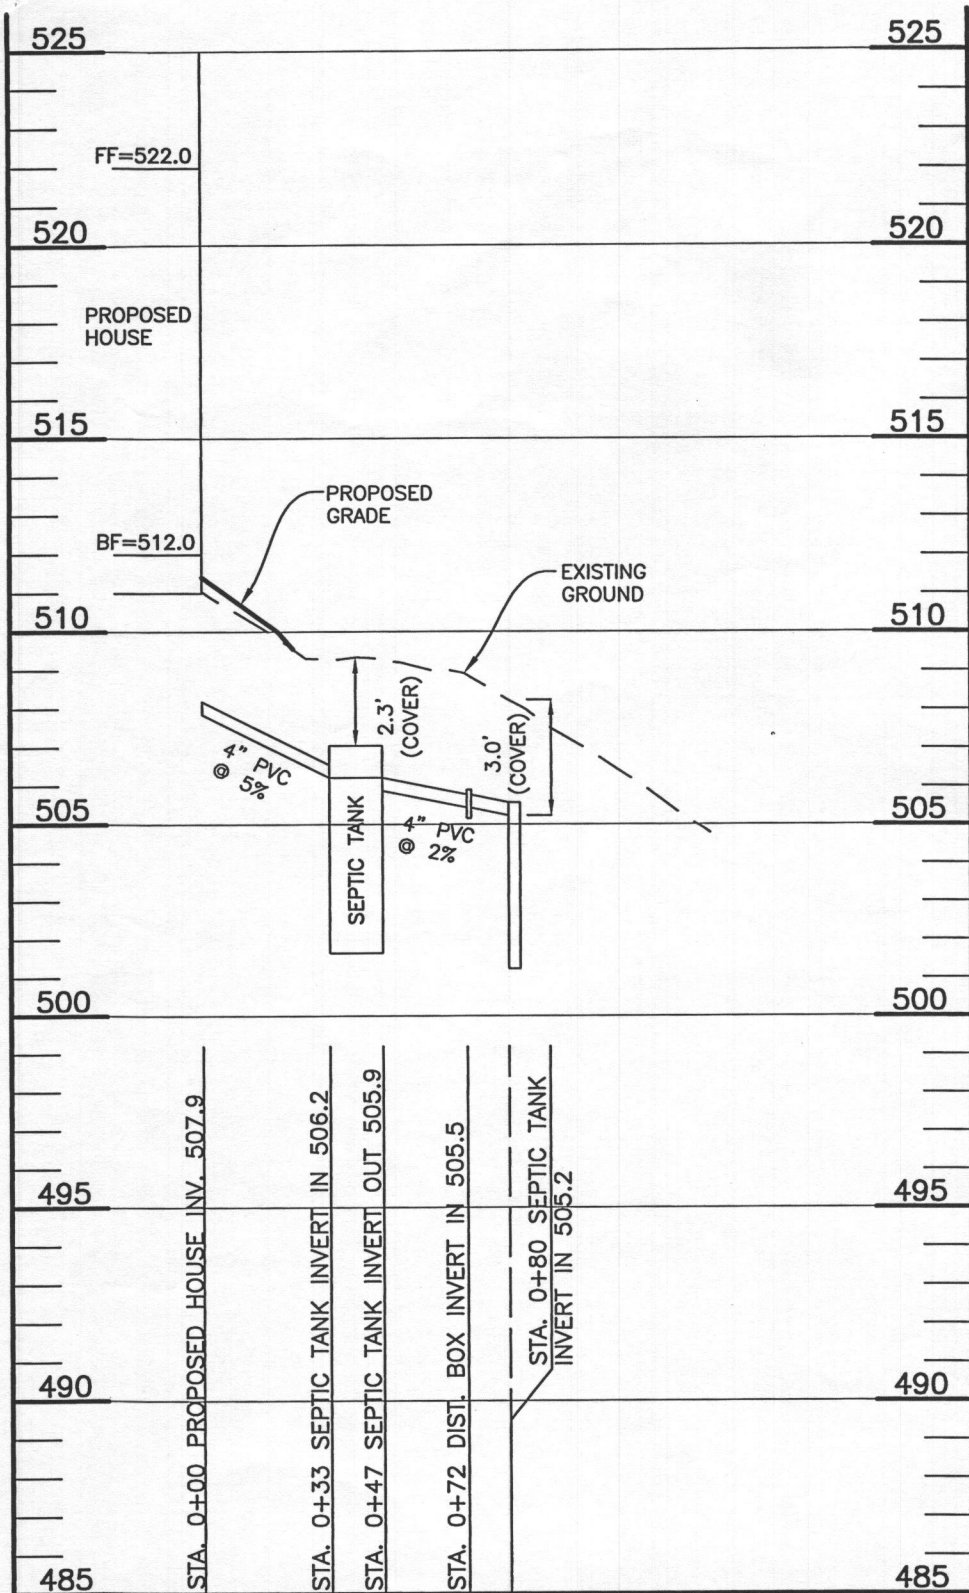 525
525
FF=522.0
520
520
PROPOSED
HOUSE
515
515
PROPOSED
GRADE
BF=512.0
EXISTING
GROUND
510
510
2.3'
(COVER)
3.0'
(COVER)
4" PVC
@ 5%
SEPTIC TANK
505
505
4" PVC
@ 2%
500
500
STA. 0+00 PROPOSED HOUSE INV. 507.9
STA. 0+33 SEPTIC TANK INVERT IN 506.2
STA. 0+47 SEPTIC TANK INVERT OUT 505.9
STA. 0+72 DIST. BOX INVERT IN 505.5
STA. 0+80 SEPTIC TANK
INVERT IN 505.2
495
495
490
490
485
485